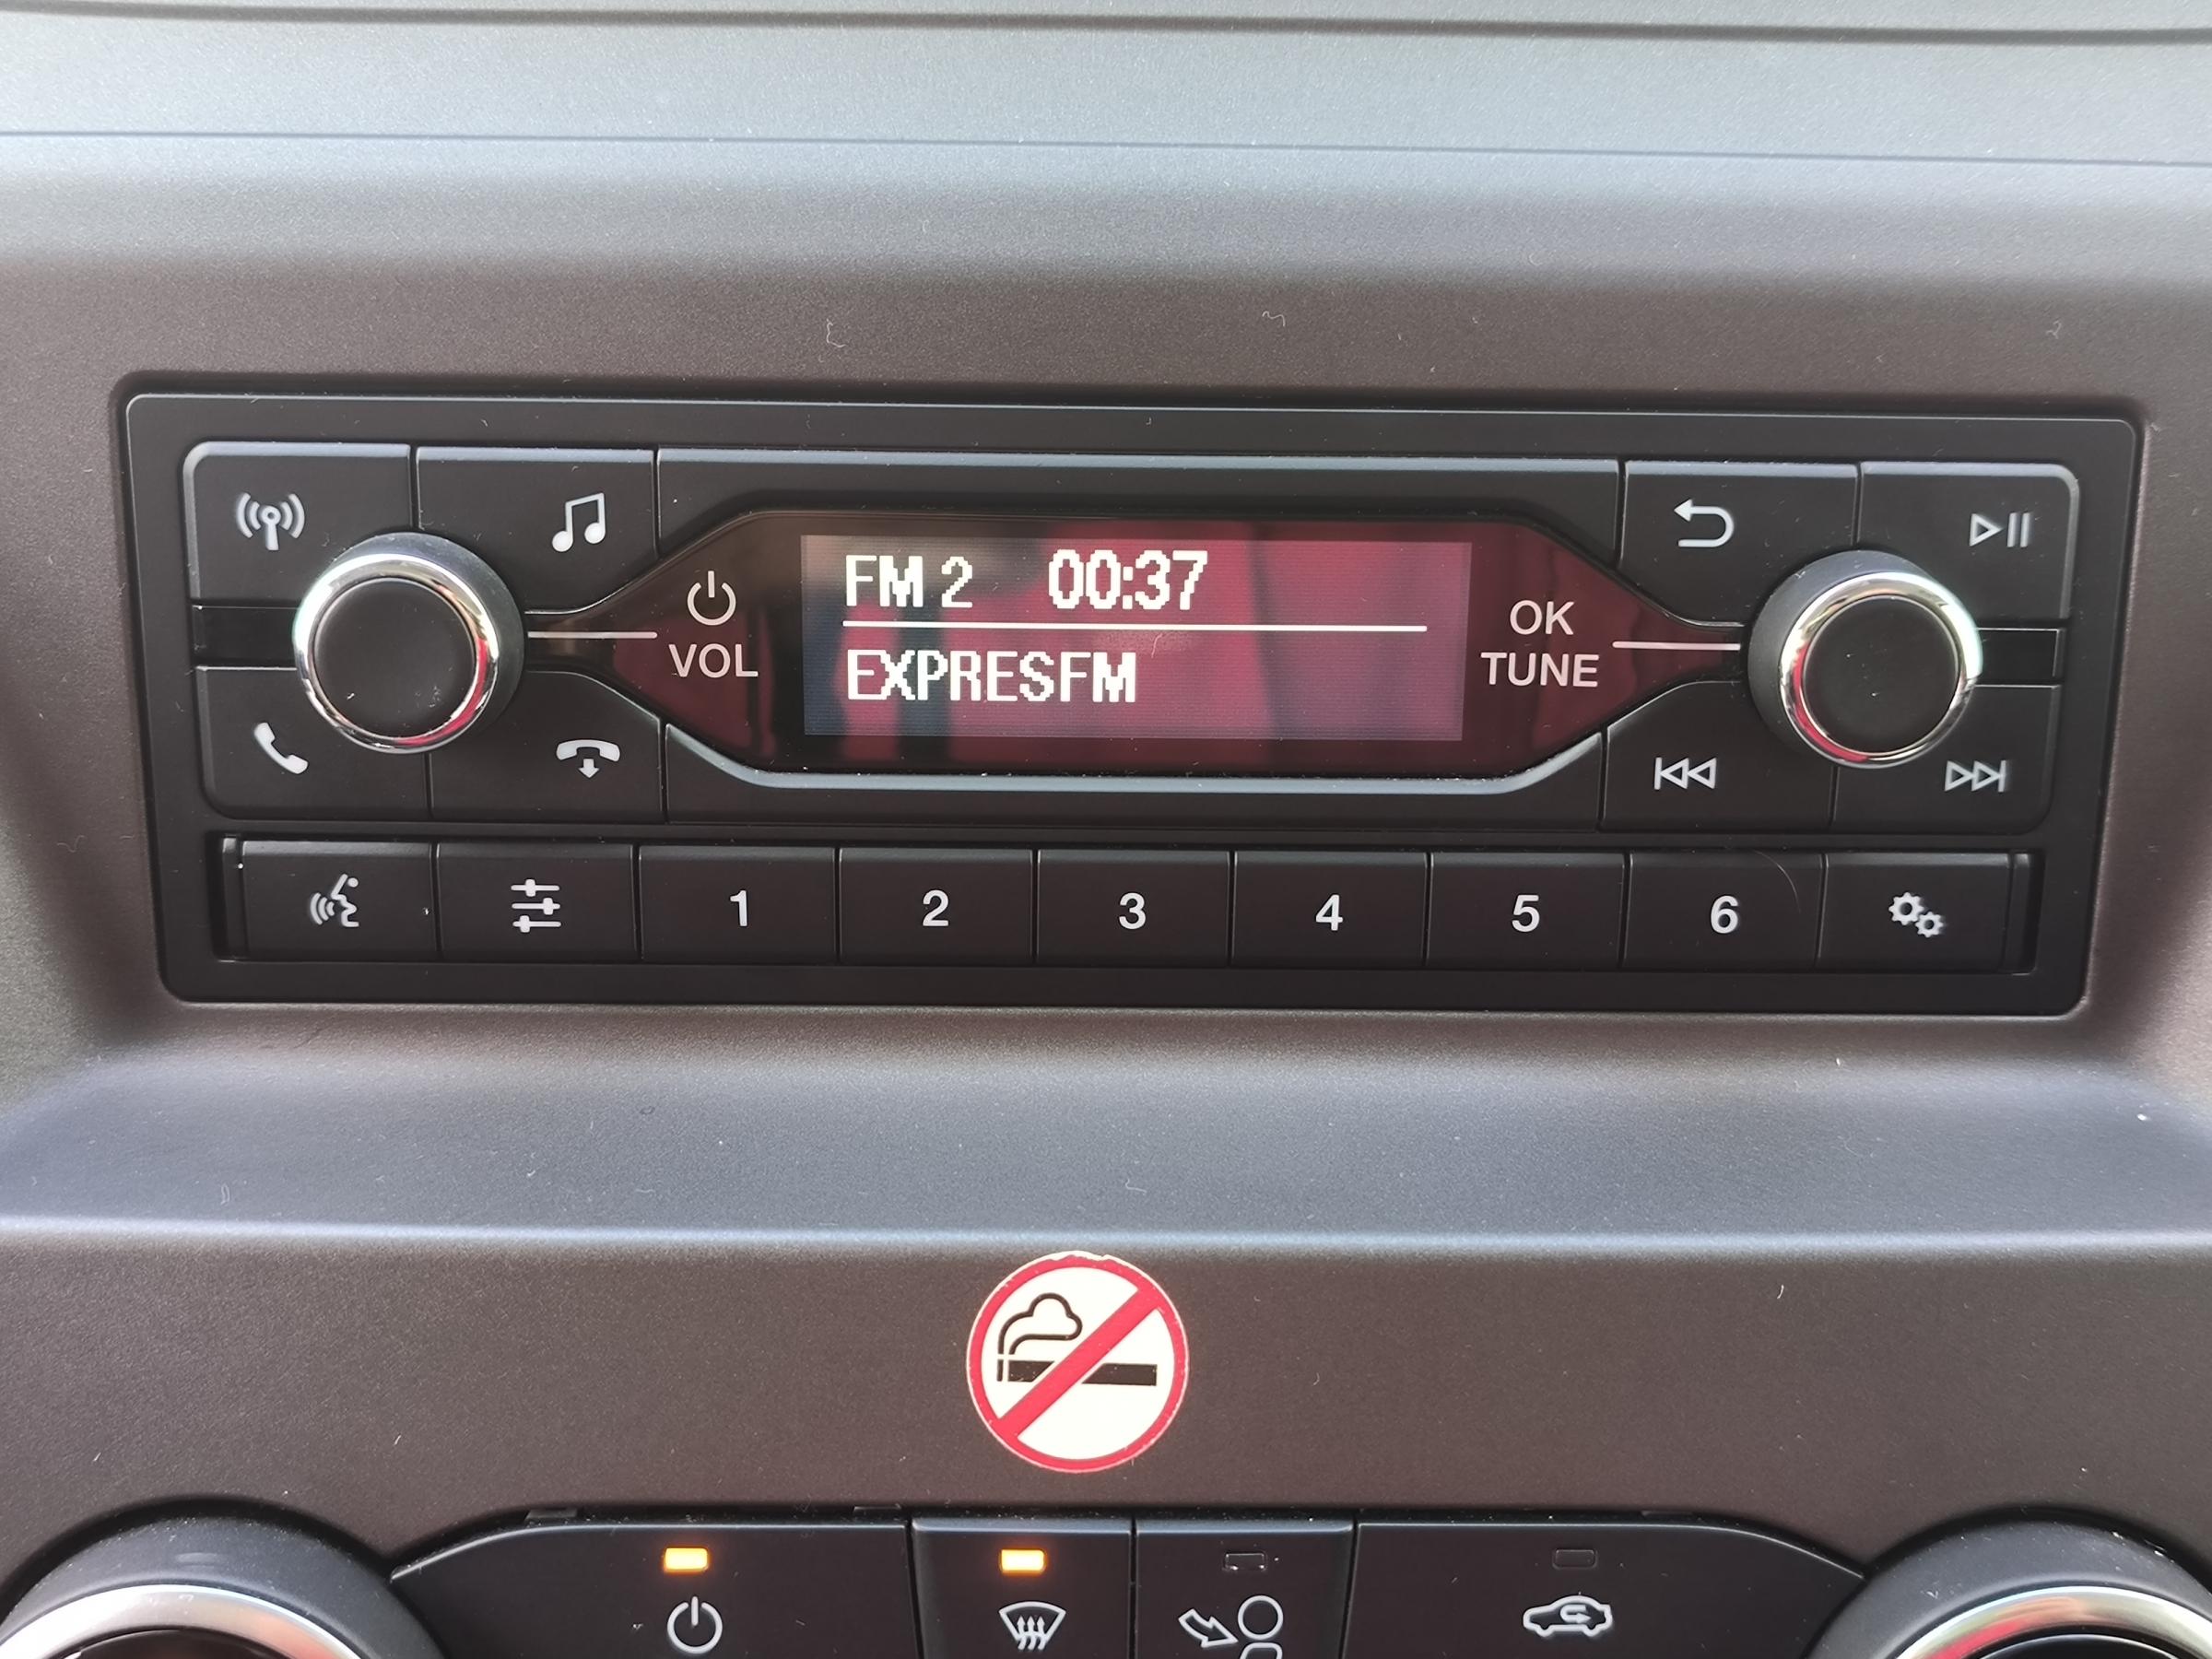 FM 2 00:37
EXPRESFM
VOL
OK
TUNE
1 2 3 4 5 6